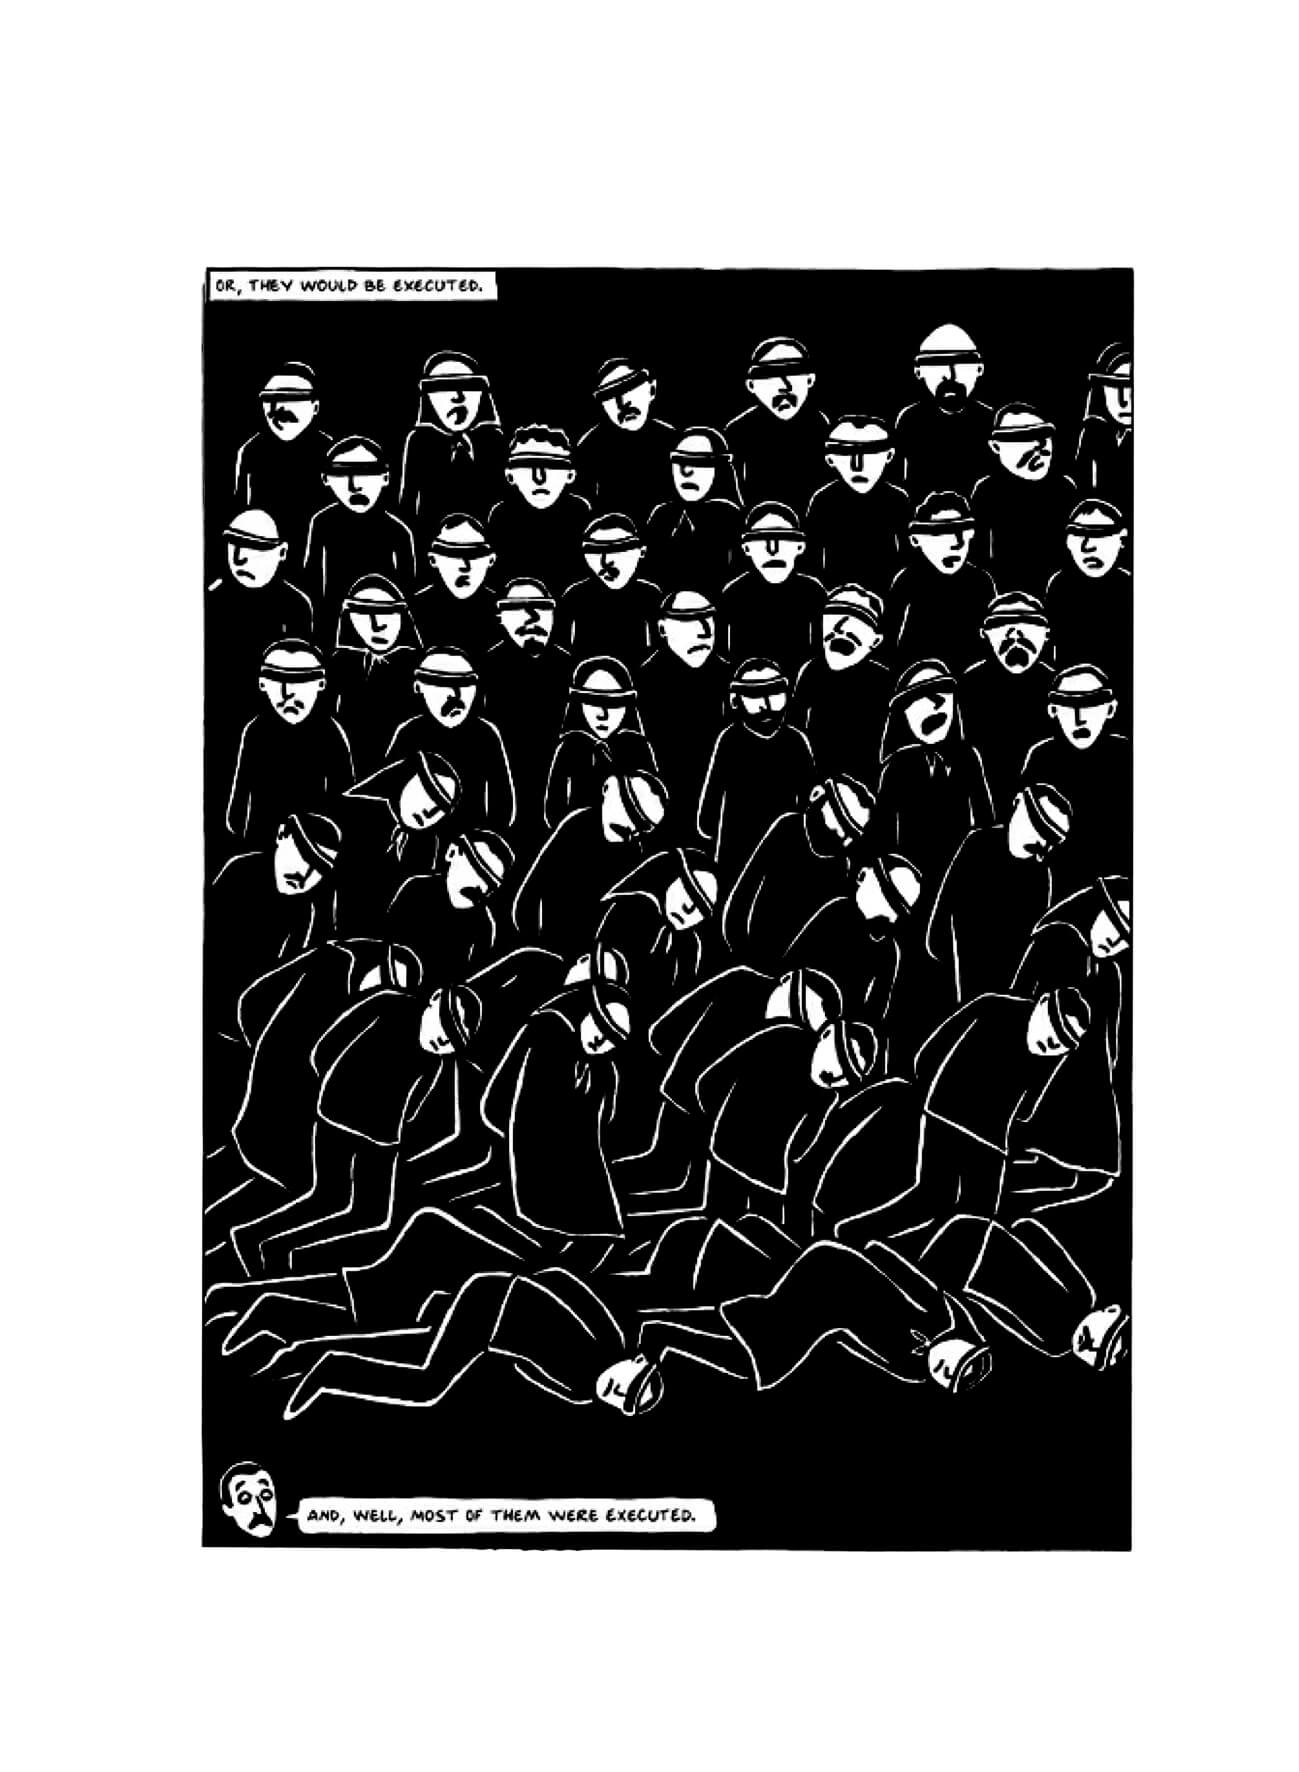 OR, THEY WOULD BE EXECUTED.
AND, WELL, MOST OF THEM WERE EXECUTED.